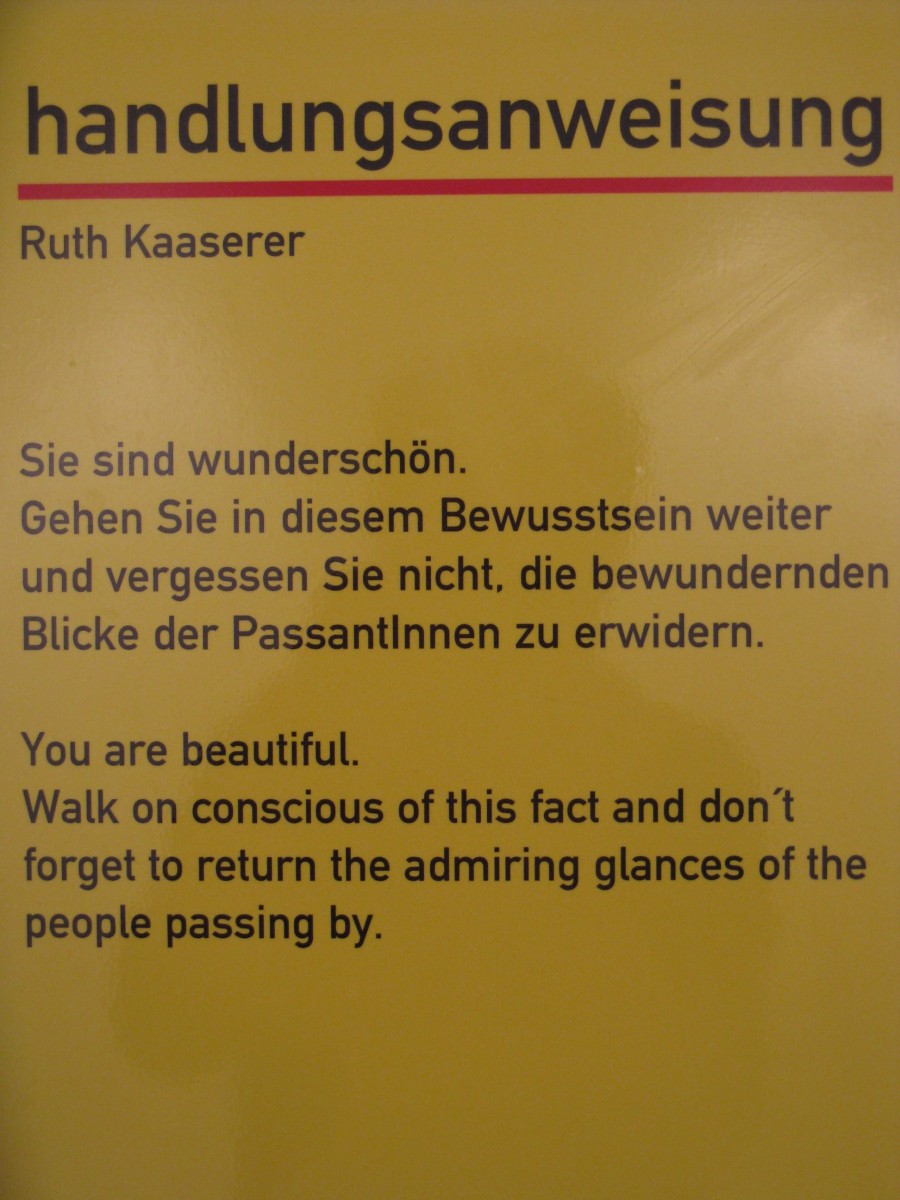 handlungsanweisung
Ruth Kaaserer
Sie sind wunderschön.
Gehen Sie in diesem Bewusstsein weiter
und vergessen Sie nicht, die bewundernden
Blicke der PassantInnen zu erwidern.
You are beautiful.
Walk on conscious of this fact and don´t
forget to return the admiring glances of the
people passing by.